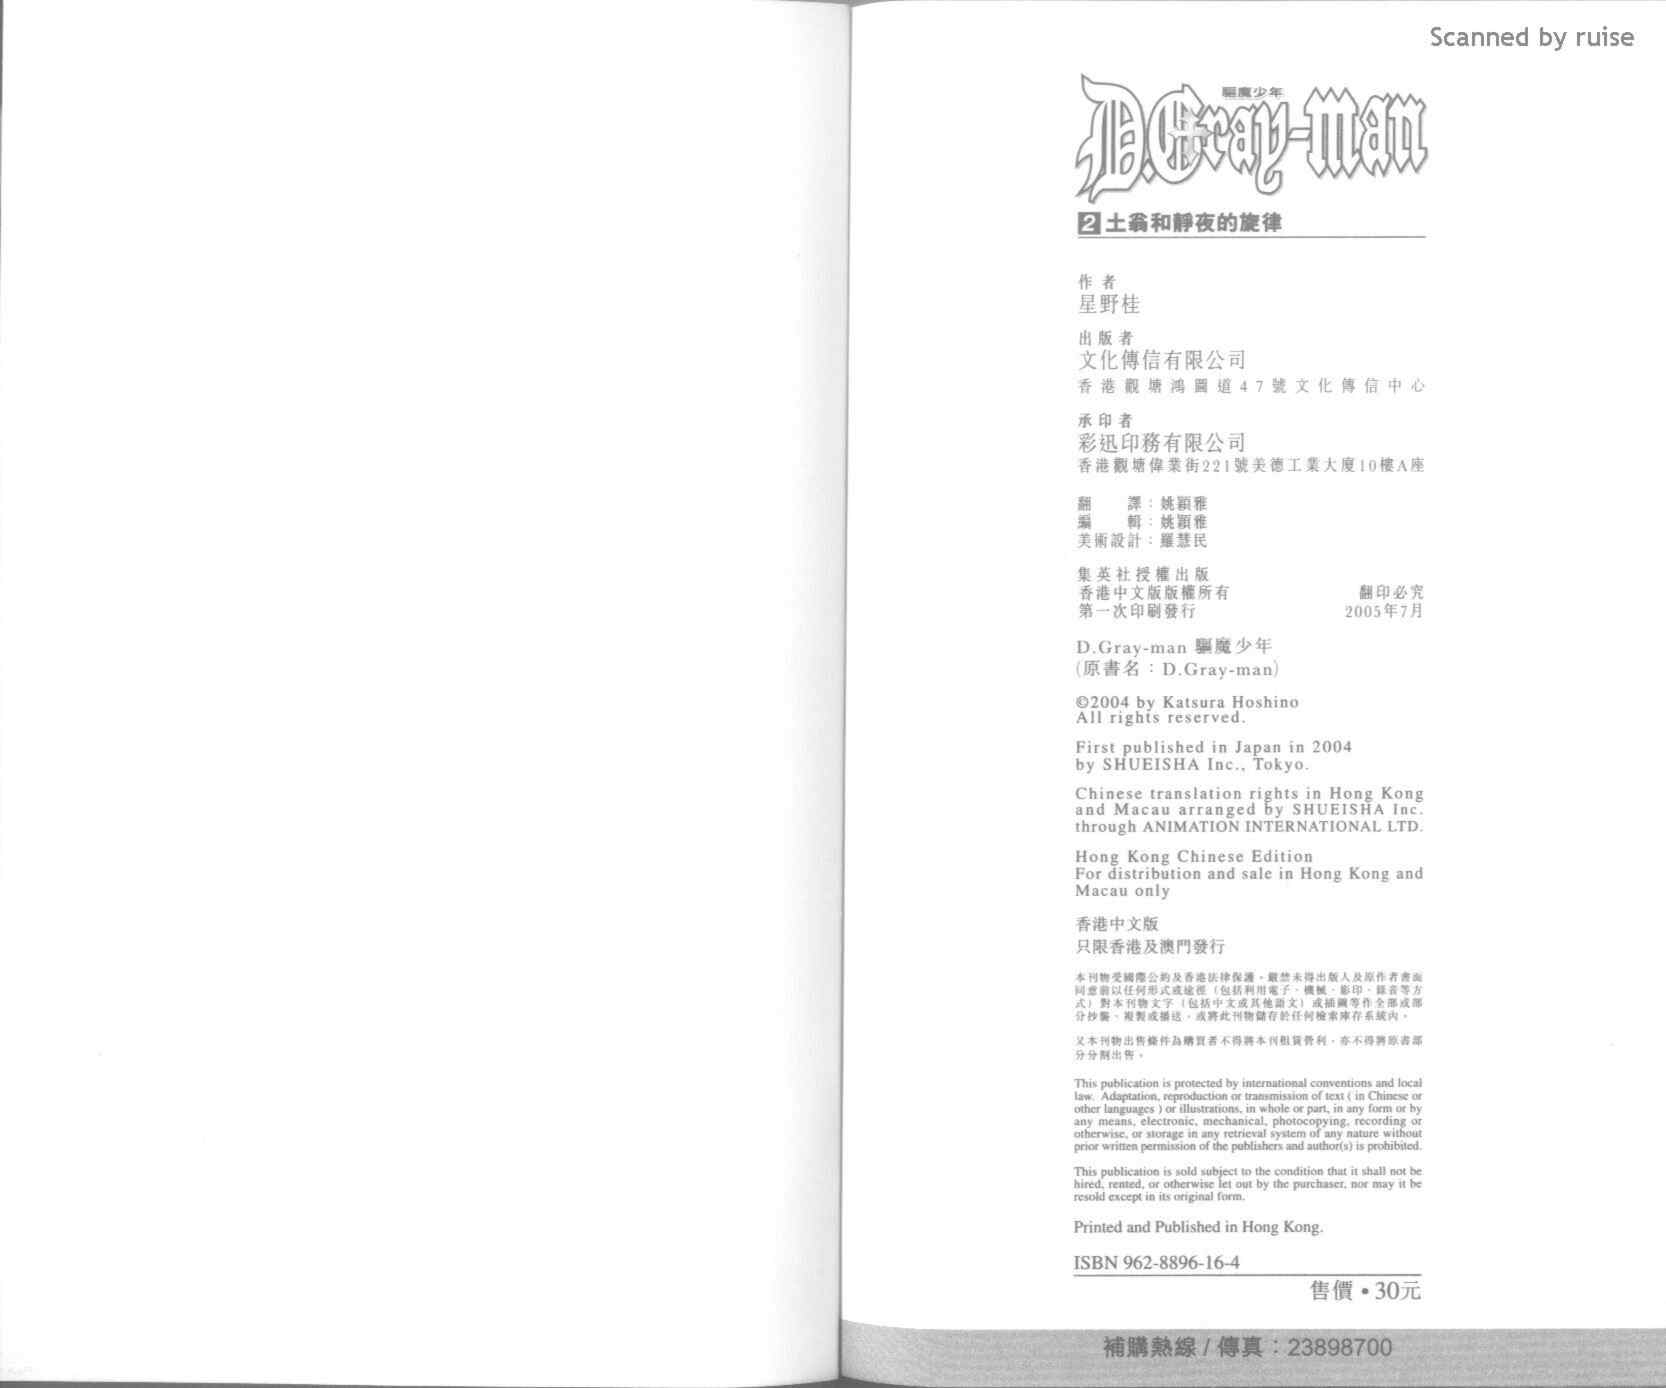 Scanned by ruise
驅魔少年
D.Gray-man
2 土翁和靜夜的旋律
作者
星野桂
出版者
文化傳信有限公司
香港觀塘鴻圖道47號文化傳信中心
承印者
彩迅印務有限公司
香港觀塘偉業街221號美德工業大廈10樓A座
翻　　譯：姚穎雅
編　　輯：姚穎雅
美術設計：羅慧民
集英社授權出版
香港中文版版權所有　翻印必究
第一次印刷發行　2005年7月
D.Gray-man 驅魔少年
(原書名：D.Gray-man)
©2004 by Katsura Hoshino
All rights reserved.
First published in Japan in 2004
by SHUEISHA Inc., Tokyo.
Chinese translation rights in Hong Kong
and Macau arranged by SHUEISHA Inc.
through ANIMATION INTERNATIONAL LTD.
Hong Kong Chinese Edition
For distribution and sale in Hong Kong and
Macau only
香港中文版
只限香港及澳門發行
本刊物受國際公約及香港法律保護。嚴禁未得出版人及原作者書面
同意前以任何形式或途徑（包括利用電子、機械、影印、錄音等方
式）對本刊物文字（包括中文或其他語文）或插圖等作全部或部
分抄襲、複製或播送，或將此刊物儲存於任何檢索庫存系統內。
又本刊物出售條件為購買者不得將本刊租賃營利，亦不得將原書部
分分割出售。
This publication is protected by international conventions and local
law. Adaptation, reproduction or transmission of text ( in Chinese or
other languages ) or illustrations, in whole or part, in any form or by
any means, electronic, mechanical, photocopying, recording or
otherwise, or storage in any retrieval system of any nature without
prior written permission of the publishers and author(s) is prohibited.
This publication is sold subject to the condition that it shall not be
hired, rented, or otherwise let out by the purchaser, nor may it be
resold except in its original form.
Printed and Published in Hong Kong.
ISBN 962-8896-16-4
售價・30元
補購熱線 / 傳真：23898700